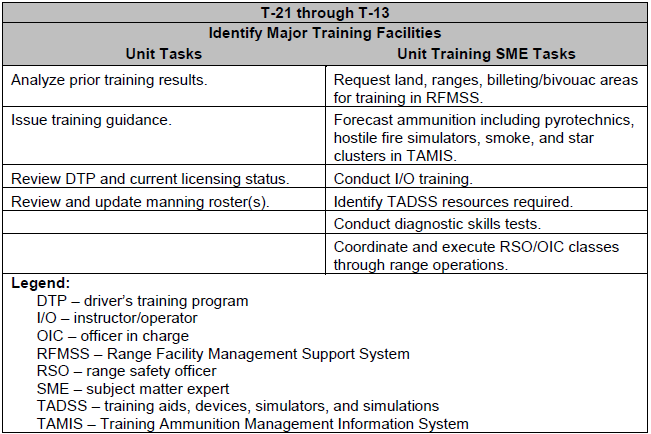 T-21 through T-13
Identify Major Training Facilities
Unit Tasks
Unit Training SME Tasks
Analyze prior training results.
Request land, ranges, billeting/bivouac areas
for training in RFMSS.
Issue training guidance.
Forecast ammunition including pyrotechnics,
hostile fire simulators, smoke, and star
clusters in TAMIS.
Review DTP and current licensing status.
Conduct I/O training.
Review and update manning roster(s).
Identify TADSS resources required.
Conduct diagnostic skills tests.
Coordinate and execute RSO/OIC classes
through range operations.
Legend:
DTP – driver’s training program
I/O – instructor/operator
OIC – officer in charge
RFMSS – Range Facility Management Support System
RSO – range safety officer
SME – subject matter expert
TADSS – training aids, devices, simulators, and simulations
TAMIS – Training Ammunition Management Information System